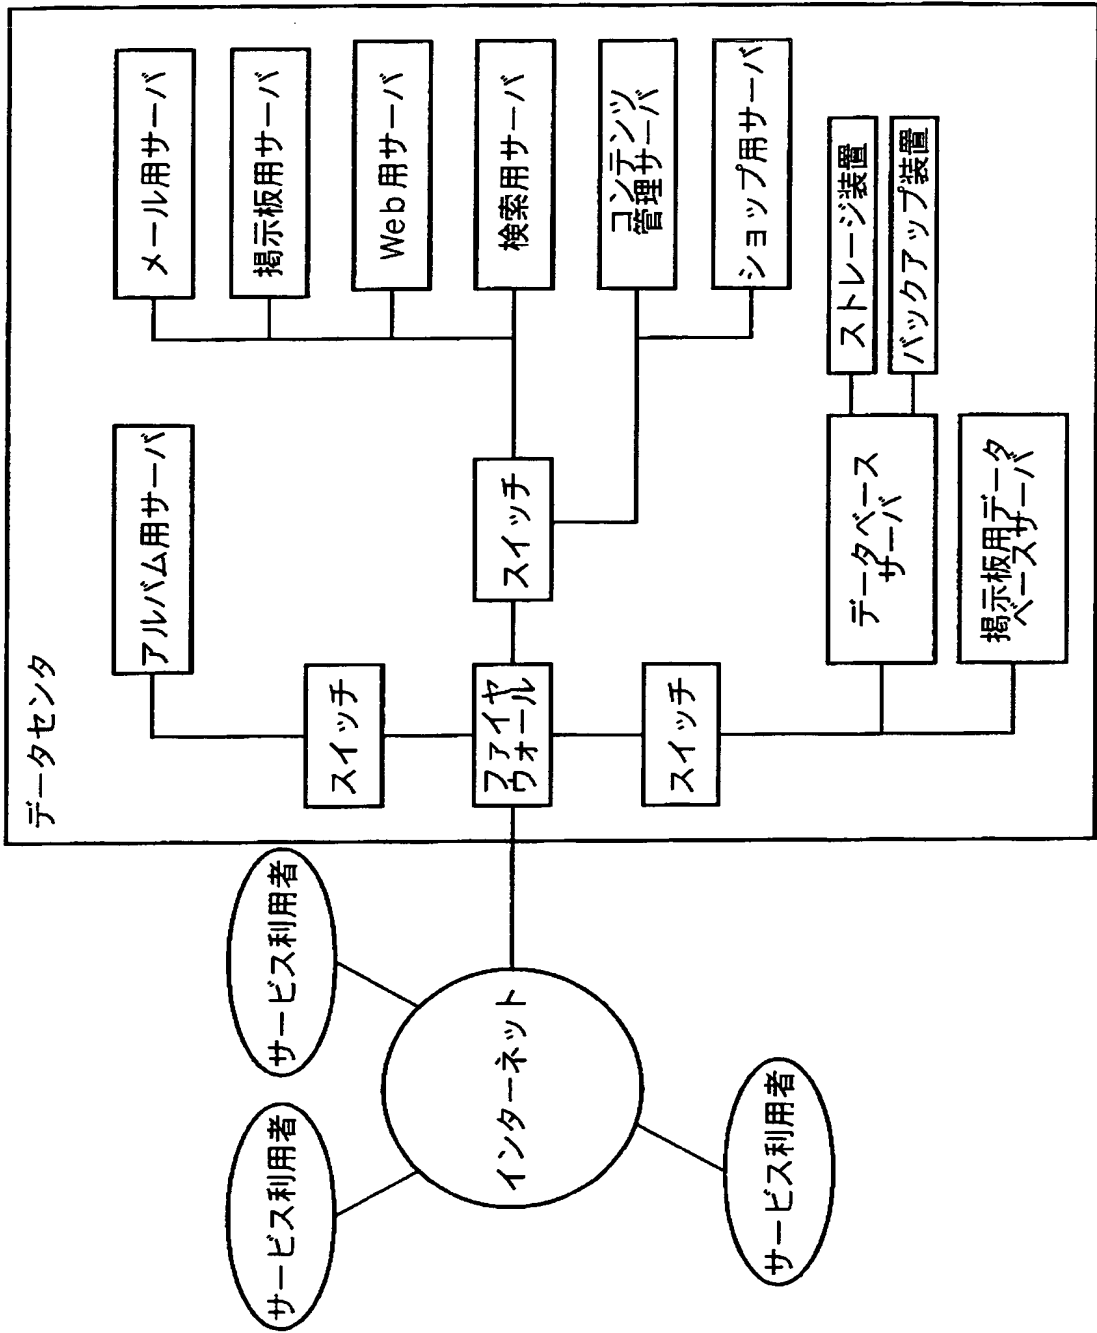 データセンタ
アルバム用サーバ
メール用サーバ
掲示板用サーバ
Web用サーバ
検索用サーバ
コンテンツ
管理サーバ
ショップ用サーバ
スイッチ
スイッチ
ファイヤ
ウォール
スイッチ
データベース
サーバ
ストレージ装置
バックアップ装置
掲示板用データ
ベースサーバ
サービス利用者
サービス利用者
インターネット
サービス利用者